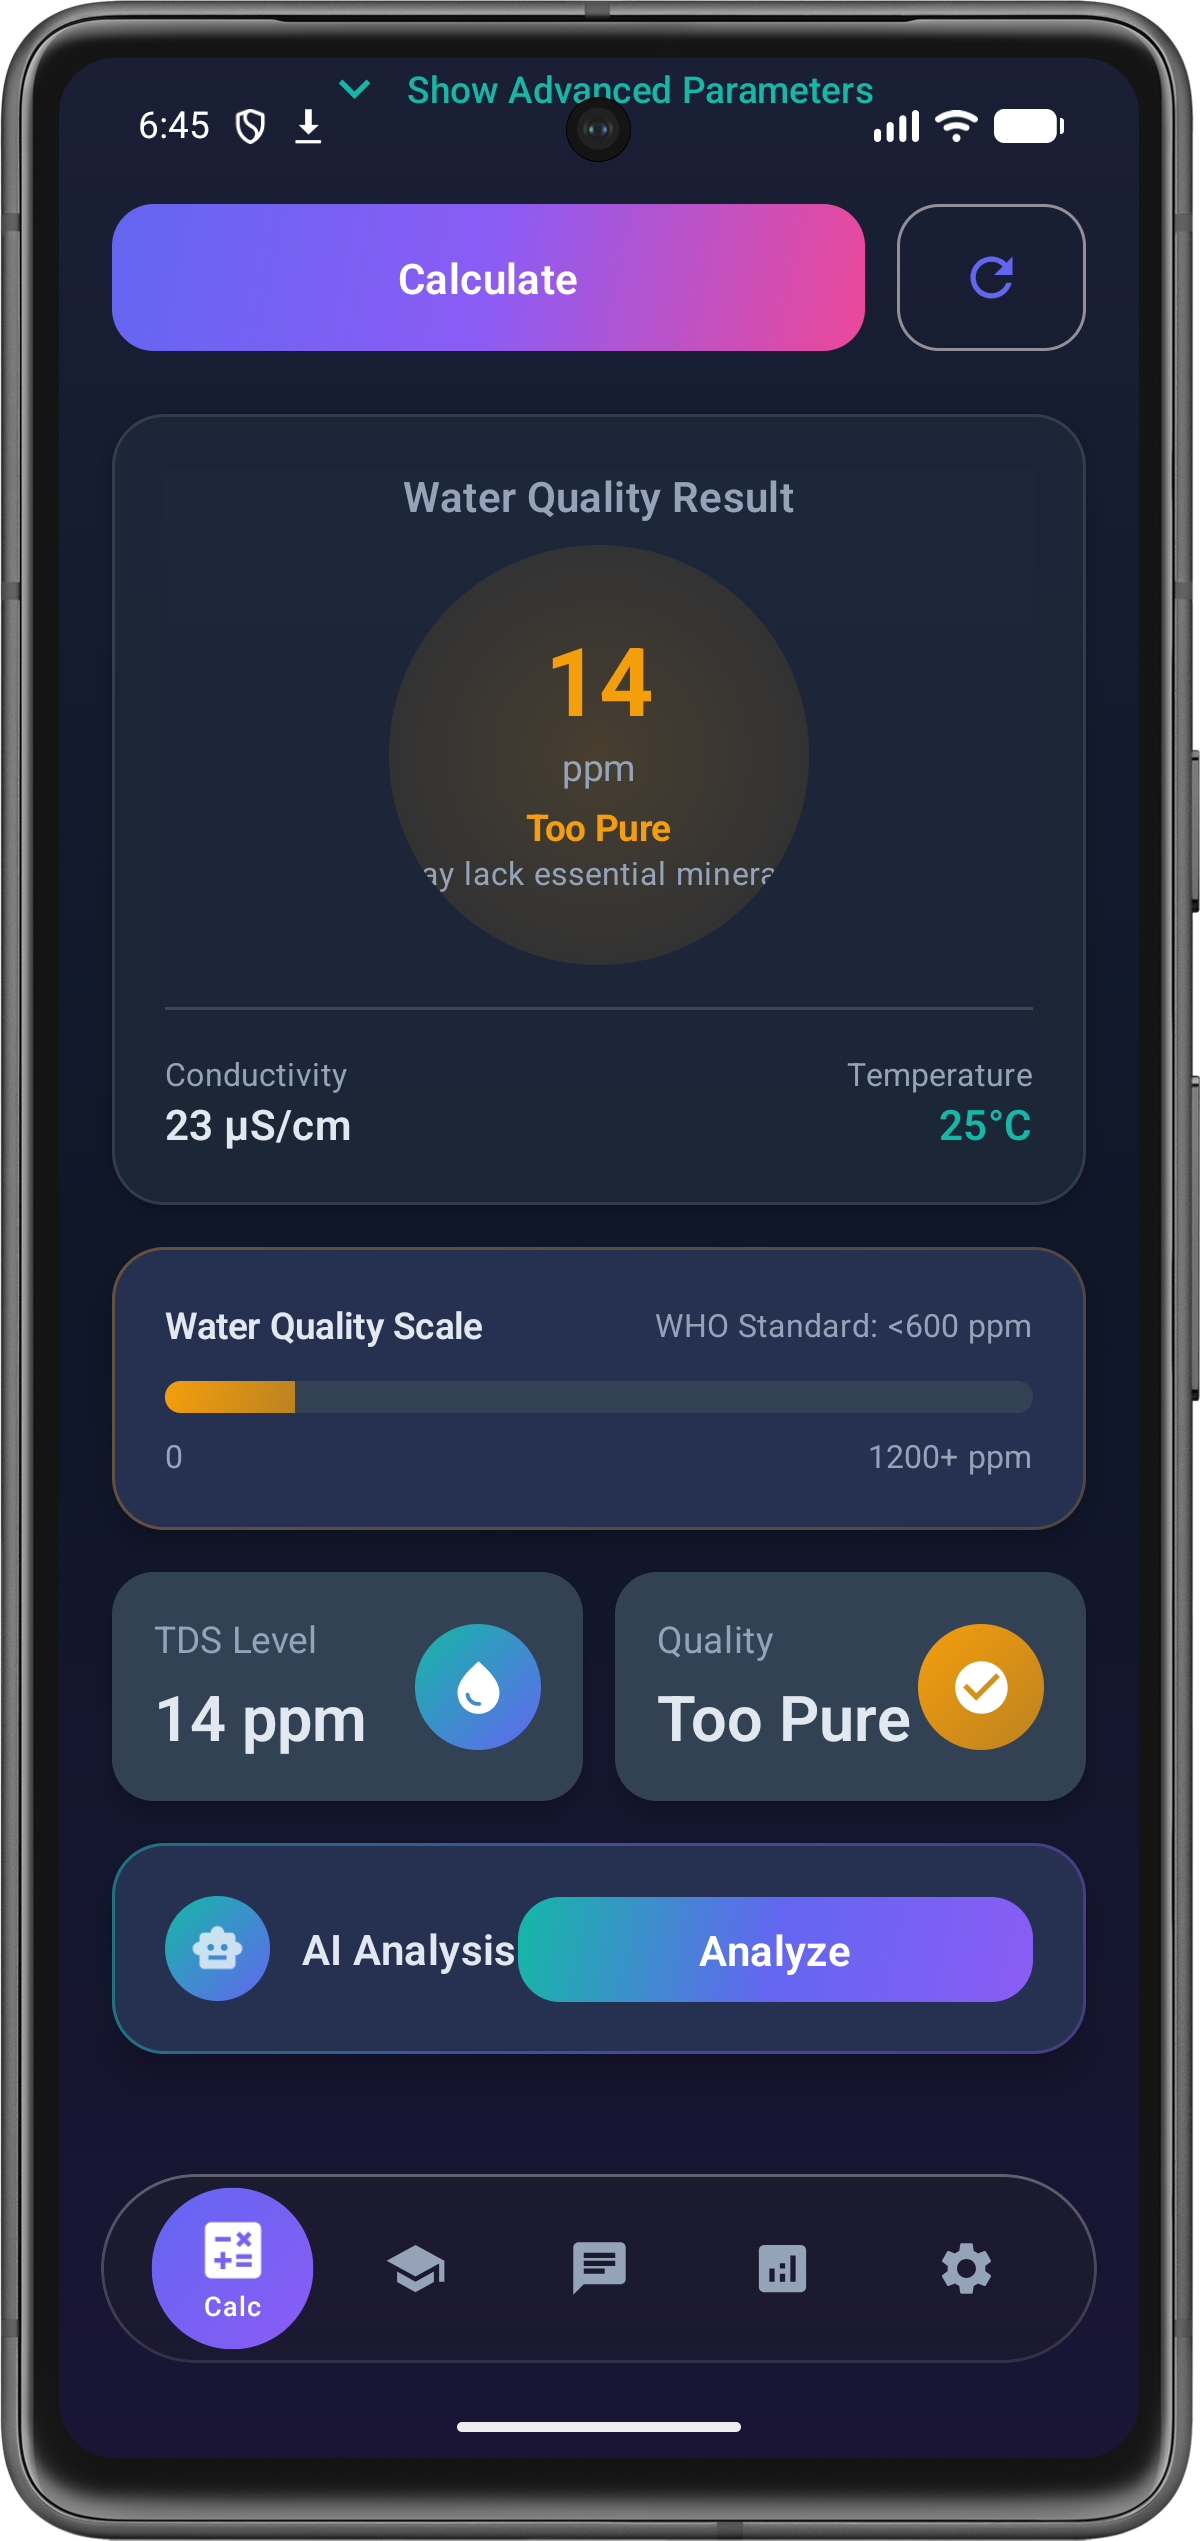 Show Advanced Parameters
6:45
Calculate
Water Quality Result
14
ppm
Too Pure
ay lack essential minera
Conductivity
Temperature
23 µS/cm
25°C
Water Quality Scale
WHO Standard: <600 ppm
0
1200+ ppm
TDS Level
Quality
14 ppm
Too Pure
AI Analysis
Analyze
Calc